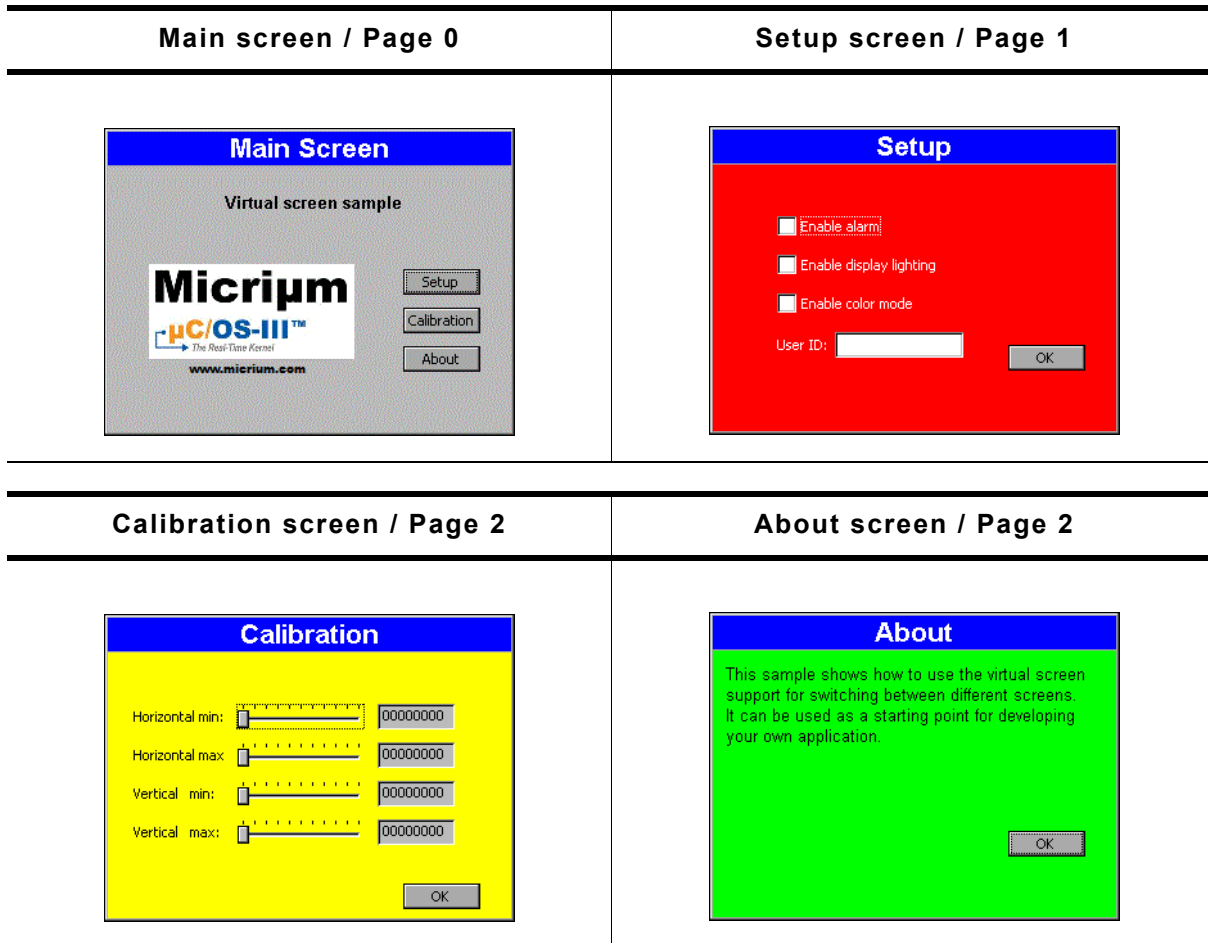 Main screen / Page 0
Setup screen / Page 1
Main Screen
Virtual screen sample
Micriµm
µC/OS-III™
The Real-Time Kernel
www.micrium.com
Setup
Calibration
About
Setup
Enable alarm
Enable display lighting
Enable color mode
User ID:
OK
Calibration screen / Page 2
About screen / Page 2
Calibration
Horizontal min: 00000000
Horizontal max 00000000
Vertical min: 00000000
Vertical max: 00000000
OK
About
This sample shows how to use the virtual screen
support for switching between different screens.
It can be used as a starting point for developing
your own application.
OK